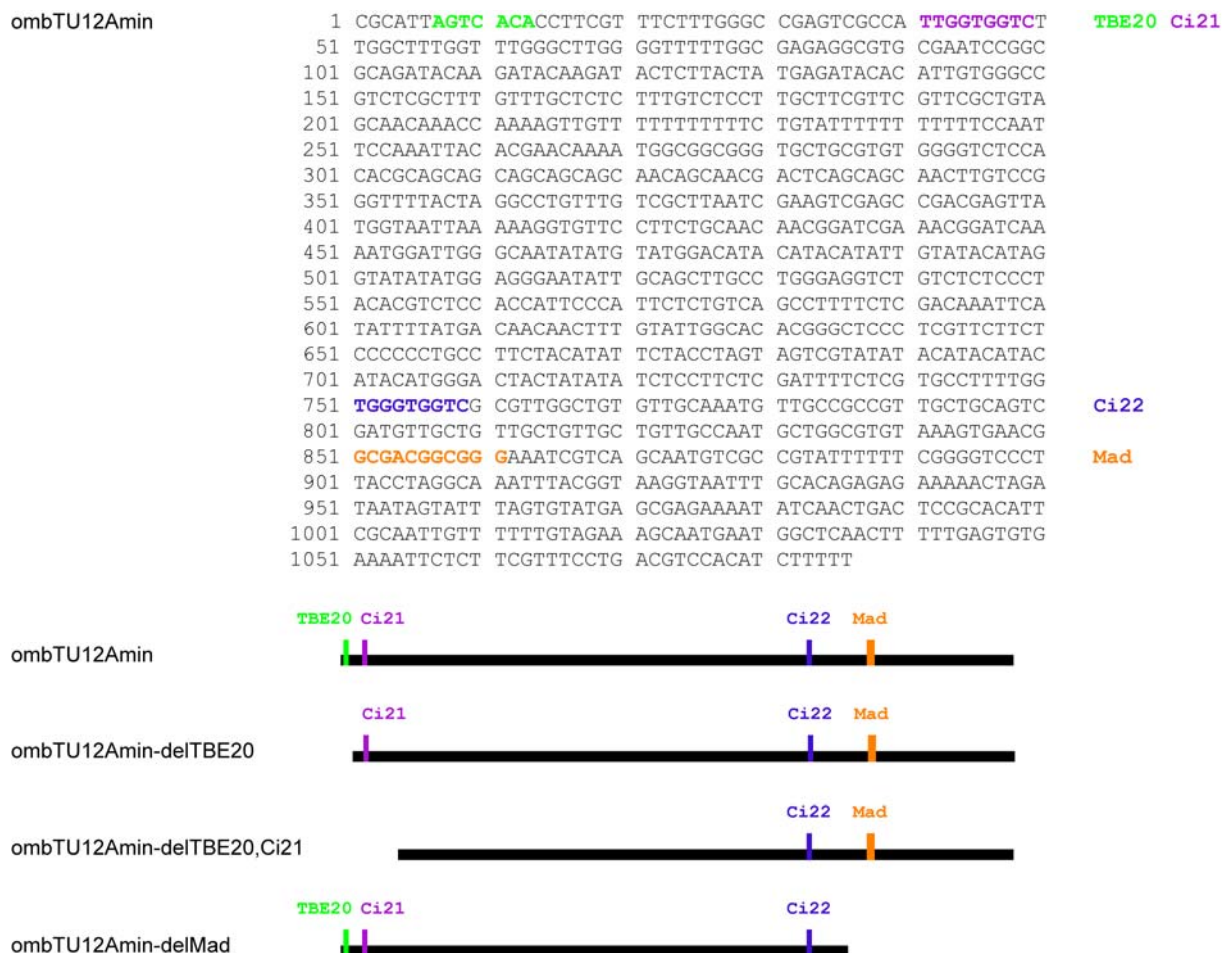 ombTU12Amin
1 CGCATTAGTC ACACCTTCGT TTCTTTGGGC CGAGTCGCCA TTGGTGGTCT TBE20 Ci21
51 TGGCTTTGGT TTGGGCTTGG GGTTTTTGGC GAGAGGCGTG CGAATCCGGC
101 GCAGATACAA GATACAAGAT ACTCTTACTA TGAGATACAC ATTGTGGGCC
151 GTCTCGCTTT GTTTGCTCTC TTTGTCTCCT TGCTTCGTTC GTTCGCTGTA
201 GCAACAAACC AAAAGTTGTT TTTTTTTTTC TGTATTTTTT TTTTTCCAAT
251 TCCAAATTAC ACGAACAAAA TGGCGGCGGG TGCTGCGTGT GGGGTCTCCA
301 CACGCAGCAG CAGCAGCAGC AACAGCAACG ACTCAGCAGC AACTTGTCCG
351 GGTTTTACTA GGCCTGTTTG TCGCTTAATC GAAGTCGAGC CGACGAGTTA
401 TGGTAATTAA AAAGGTGTTC CCTTCTGCAAC AACGGATCGA AACGGATCAA
451 AATGGATTGG GCAATATATG TATGGACATA CATACATATT GTATACATAG
501 GTATATATGG AGGGAATATT GCAGCTTGCC TGGGAGGTCT GTCTCTCCCT
551 ACACGTCTCC ACCATTCCCA TTCTCTGTCA GCCTTTTCTC GACAAATTCA
601 TATTTTATGA CAACAACTTT GTATTGGCAC ACGGGCTCCC TCGTTCTTCT
651 CCCCCCTGCC TTCTACATAT TCTACCTAGT AGTCGTATAT ACATACATAC
701 ATACATGGGA CTACTATATA TCTCCTTCTC GATTTTCTCG TGCCTTTTGG
751 TGGGTGGTCG CGTTGGCTGT GTTGCAAATG TTGCCGCCGT TGCTGCAGTC Ci22
801 GATGTTGCTG TTGCTGTTGC TGTTGCCAAT GCTGGCGTGT AAAGTGAACG
851 GCGACGGCGG GAAATCGTCA GCAATGTCGC CGTATTTTTT CGGGGTCCCT Mad
901 TACCTAGGCA AATTTACGGT AAGGTAATTT GCACAGAGAG AAAAACTAGA
951 TAATAGTATT TAGTGTATGA GCGAGAAAAT ATCAACTGAC TCCGCACATT
1001 CGCAATTGTT TTTTGTAGAA AGCAATGAAT GGCTCAACTT TTTGAGTGTG
1051 AAAATTCTCT TCGTTTCCTG ACGTCCACAT CTTTTT
TBE20 Ci21 Ci22 Mad
ombTU12Amin
Ci21 Ci22 Mad
ombTU12Amin-delTBE20
Ci22 Mad
ombTU12Amin-delTBE20,Ci21
TBE20 Ci21 Ci22
ombTU12Amin-delMad